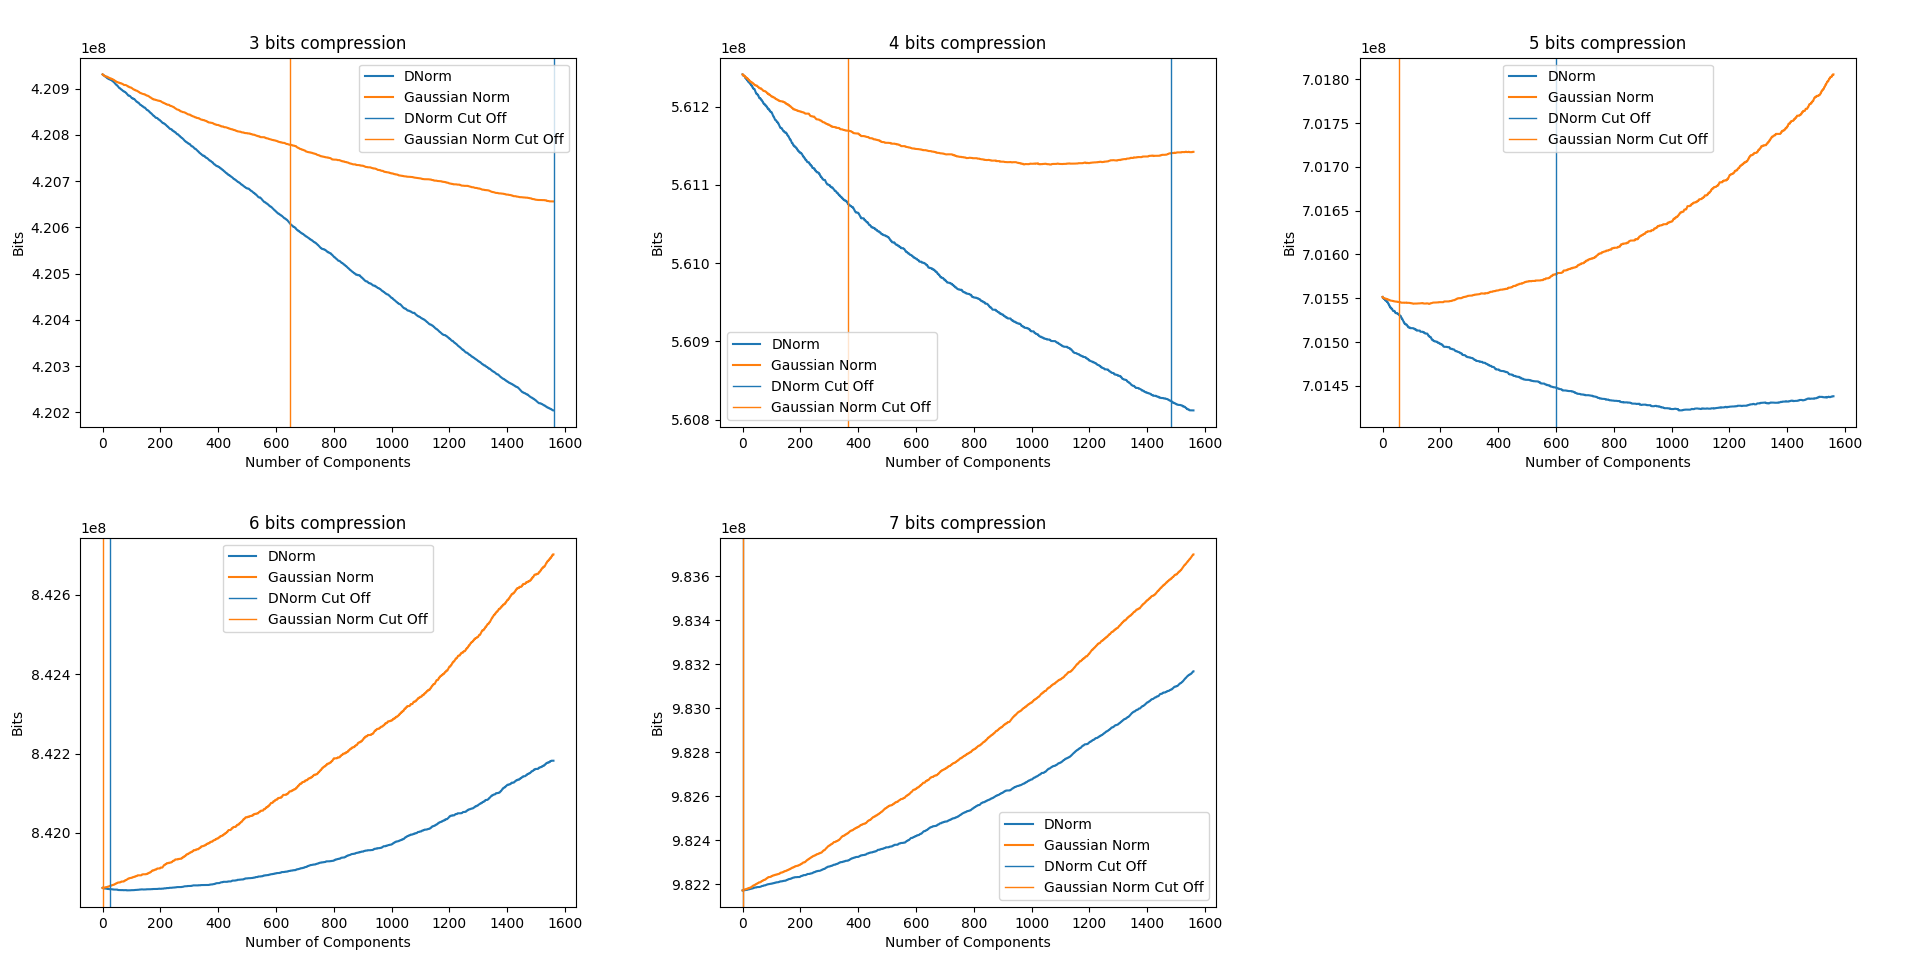 3 bits compression
1e8
4.209
4.208
4.207
4.206
4.205
4.204
4.203
4.202
Bits
DNorm
Gaussian Norm
DNorm Cut Off
Gaussian Norm Cut Off
0 200 400 600 800 1000 1200 1400 1600
Number of Components
4 bits compression
1e8
5.612
5.611
5.610
5.609
5.608
Bits
DNorm
Gaussian Norm
DNorm Cut Off
Gaussian Norm Cut Off
0 200 400 600 800 1000 1200 1400 1600
Number of Components
5 bits compression
1e8
7.0180
7.0175
7.0170
7.0165
7.0160
7.0155
7.0150
7.0145
Bits
DNorm
Gaussian Norm
DNorm Cut Off
Gaussian Norm Cut Off
0 200 400 600 800 1000 1200 1400 1600
Number of Components
6 bits compression
1e8
8.426
8.424
8.422
8.420
Bits
DNorm
Gaussian Norm
DNorm Cut Off
Gaussian Norm Cut Off
0 200 400 600 800 1000 1200 1400 1600
Number of Components
7 bits compression
1e8
9.836
9.834
9.832
9.830
9.828
9.826
9.824
9.822
Bits
DNorm
Gaussian Norm
DNorm Cut Off
Gaussian Norm Cut Off
0 200 400 600 800 1000 1200 1400 1600
Number of Components